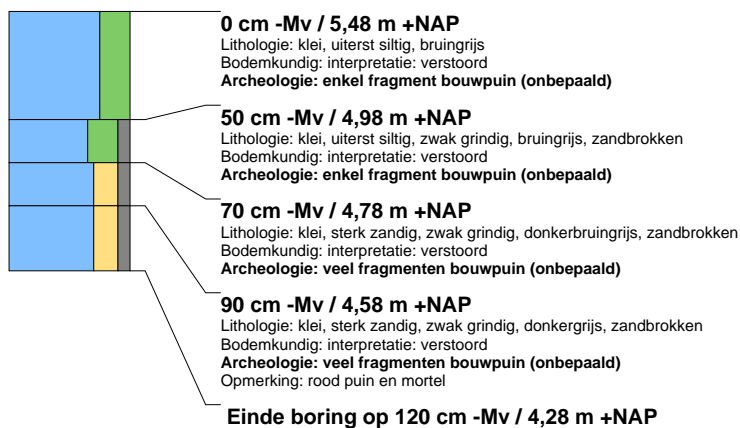 0 cm -Mv / 5,48 m +NAP
Lithologie: klei, uiterst siltig, bruingrijs
Bodemkundig: interpretatie: verstoord
Archeologie: enkel fragment bouwpuin (onbepaald)
50 cm -Mv / 4,98 m +NAP
Lithologie: klei, uiterst siltig, zwak grindig, bruingrijs, zandbrokken
Bodemkundig: interpretatie: verstoord
Archeologie: enkel fragment bouwpuin (onbepaald)
70 cm -Mv / 4,78 m +NAP
Lithologie: klei, sterk zandig, zwak grindig, donkerbruingrijs, zandbrokken
Bodemkundig: interpretatie: verstoord
Archeologie: veel fragmenten bouwpuin (onbepaald)
90 cm -Mv / 4,58 m +NAP
Lithologie: klei, sterk zandig, zwak grindig, donkergrijs, zandbrokken
Bodemkundig: interpretatie: verstoord
Archeologie: veel fragmenten bouwpuin (onbepaald)
Opmerking: rood puin en mortel
Einde boring op 120 cm -Mv / 4,28 m +NAP